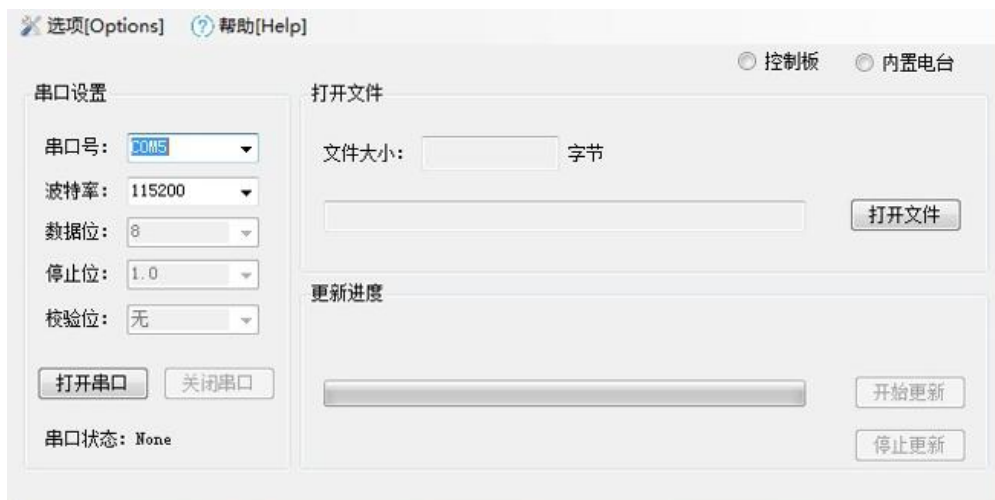 选项[Options] 帮助[Help]
控制板 内置电台
串口设置
串口号: COM5
波特率: 115200
数据位: 8
停止位: 1.0
校验位: 无
打开串口 关闭串口
串口状态: None
打开文件
文件大小: 字节
打开文件
更新进度
开始更新
停止更新